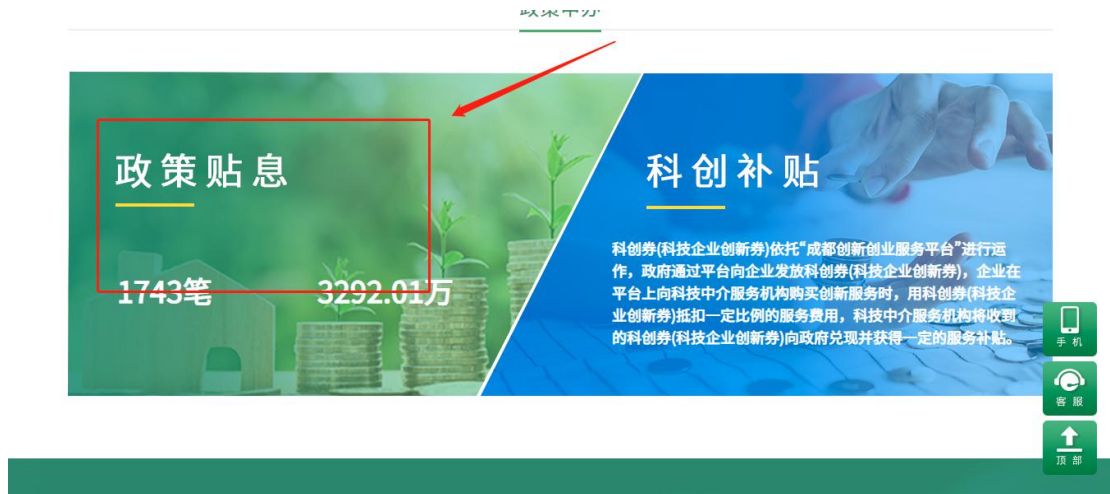 政策申办
政策贴息
1743笔 3292.01万
科创补贴
科创券(科技企业创新券)依托“成都创新创业服务平台”进行运
作，政府通过平台向企业发放科创券(科技企业创新券)，企业在
平台上向科技中介服务机构购买创新服务时，用科创券(科技企
业创新券)抵扣一定比例的服务费用，科技中介服务机构将收到
的科创券(科技企业创新券)向政府兑现并获得一定的服务补贴。
手机
客服
顶部